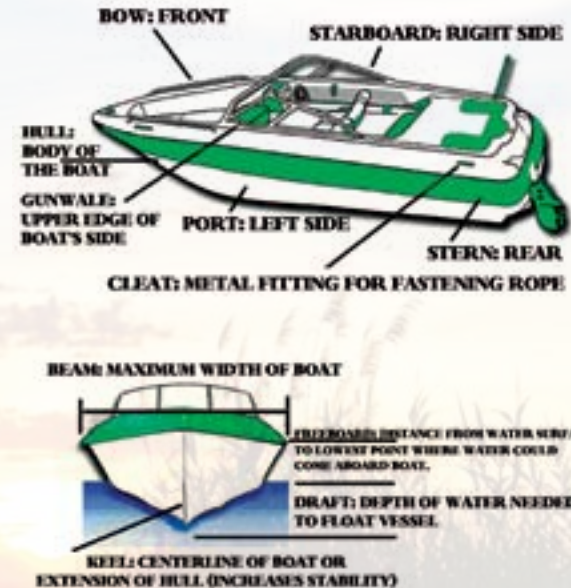 BOW: FRONT
STARBOARD: RIGHT SIDE
HULL:
BODY OF
THE BOAT
GUNWALE:
UPPER EDGE OF
BOAT'S SIDE
PORT: LEFT SIDE
STERN: REAR
CLEAT: METAL FITTING FOR FASTENING ROPE
BEAM: MAXIMUM WIDTH OF BOAT
FREEBOARD: DISTANCE FROM WATER SURF
TO LOWEST POINT WHERE WATER COULD
COME ABOARD BOAT.
DRAFT: DEPTH OF WATER NEEDED
TO FLOAT VESSEL
KEEL: CENTERLINE OF BOAT OR
EXTENSION OF HULL (INCREASES STABILITY)